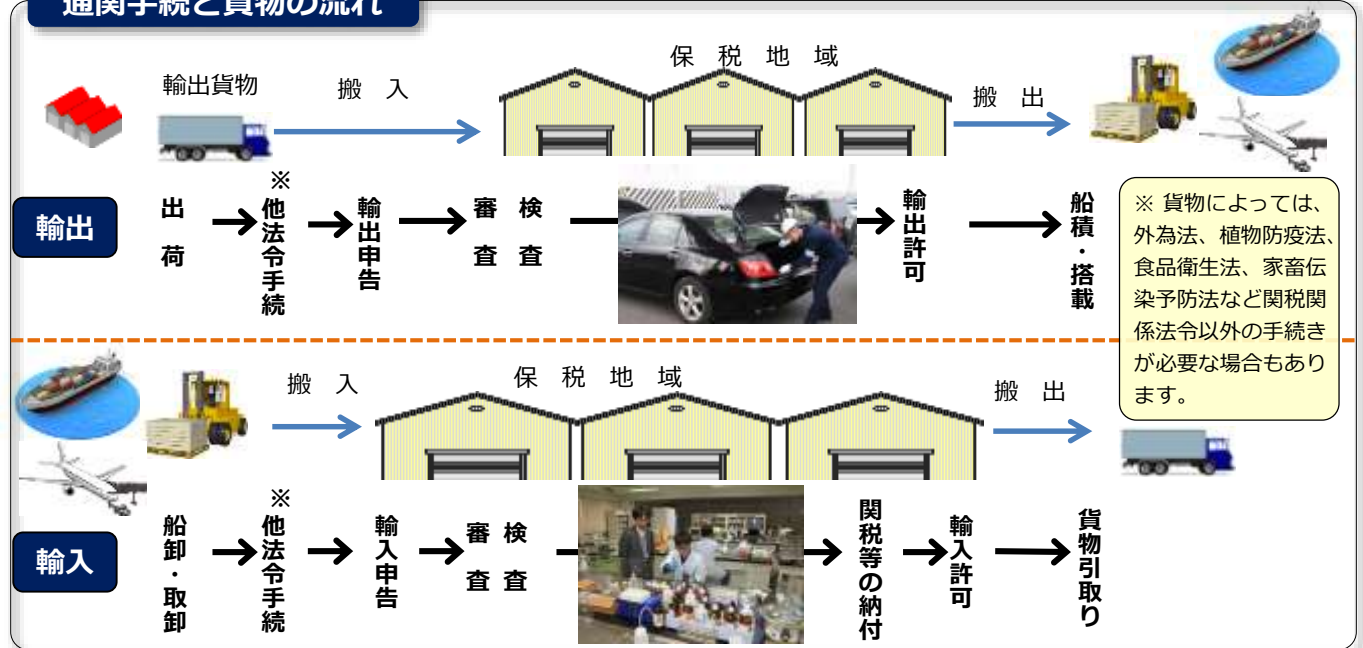 通関手続と貨物の流れ
保税地域
輸出貨物
搬入
搬出
輸出
出荷
※
他法令手続
輸出申告
審査
検査
輸出許可
船積・搭載
※ 貨物によっては、
外為法、植物防疫法、
食品衛生法、家畜伝
染予防法など関税関
係法令以外の手続き
が必要な場合もあり
ます。
搬入
保税地域
搬出
輸入
船卸・取卸
※
他法令手続
輸入申告
審査
検査
関税等の納付
輸入許可
貨物引取り